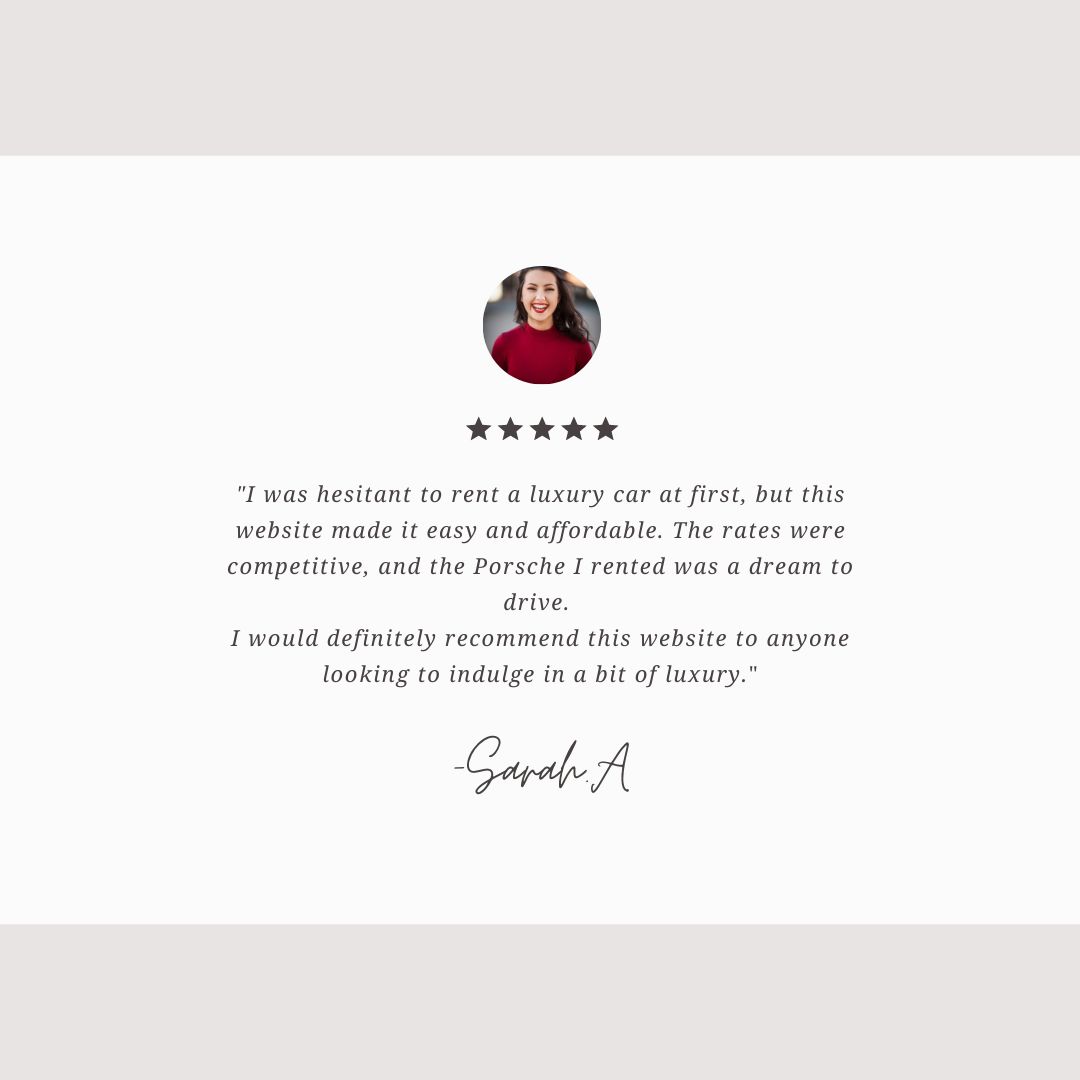 "I was hesitant to rent a luxury car at first, but this
website made it easy and affordable. The rates were
competitive, and the Porsche I rented was a dream to
drive.
I would definitely recommend this website to anyone
looking to indulge in a bit of luxury."
-Sarah.A